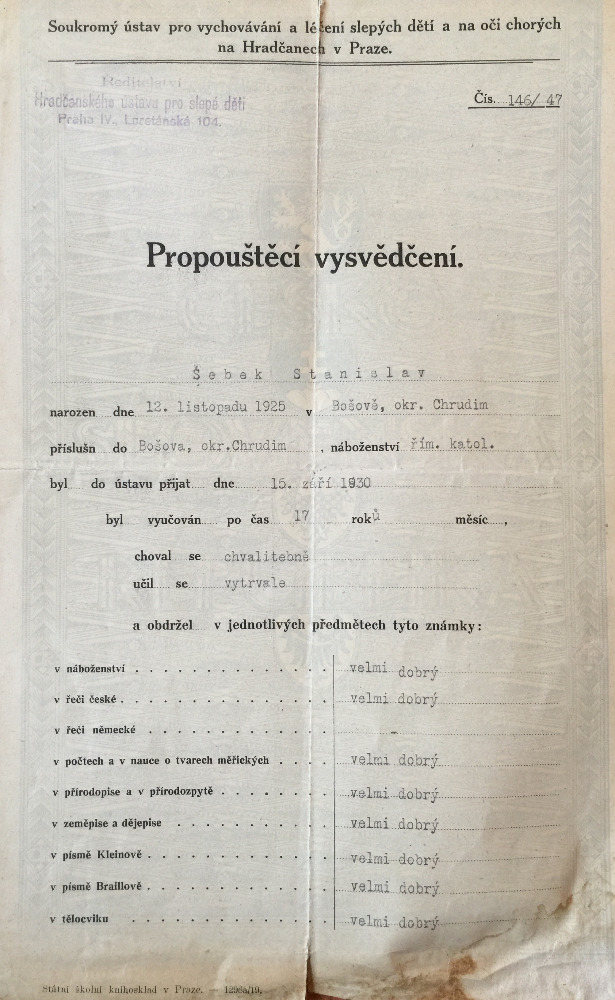 Soukromý ústav pro vychovávání a léčení slepých dětí a na oči chorých
na Hradčanech v Praze.
Ředitelství
Hradčanského ústavu pro slepé děti
Praha IV., Loretánská 104.
Čís. 146/ 47
Propouštěcí vysvědčení.
Šebek Stanislav
narozen dne 12. listopadu 1925 v Bošově, okr. Chrudim
příslušn do Bošova, okr.Chrudim , náboženství řím. katol.
byl do ústavu přijat dne 15. září 1930
byl vyučován po čas 17 roků měsíc ,
choval se chvalitebně
učil se vytrvale
a obdržel v jednotlivých předmětech tyto známky:
v náboženství velmi dobrý
v řeči české velmi dobrý
v řeči německé -
v počtech a v nauce o tvarech měřických velmi dobrý
v přírodopise a v přírodozpytě velmi dobrý
v zeměpise a dějepise velmi dobrý
v písmě Kleinově velmi dobrý
v písmě Braillově velmi dobrý
v tělocviku velmi dobrý
Státní školní knihosklad v Praze. — 1296a/19.